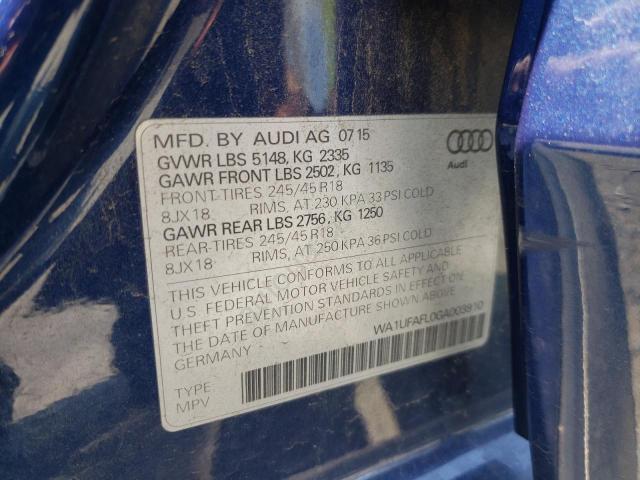 MFD. BY AUDI AG 07 15
GVWR LBS 5148, KG 2335
GAWR FRONT LBS 2502, KG 1135
FRONT-TIRES 245/45 R18
8JX18 RIMS, AT 230 KPA 33 PSI COLD
GAWR REAR LBS 2756, KG 1250
REAR-TIRES 245/45 R18
8JX18 RIMS, AT 250 KPA 36 PSI COLD
Audi
THIS VEHICLE CONFORMS TO ALL APPLICABLE
U.S. FEDERAL MOTOR VEHICLE SAFETY AND
THEFT PREVENTION STANDARDS IN EFFECT ON
THE DATE OF MANUFACTURE SHOWN ABOVE.
GERMANY
WA1UFAFL0GA003910
TYPE
MPV